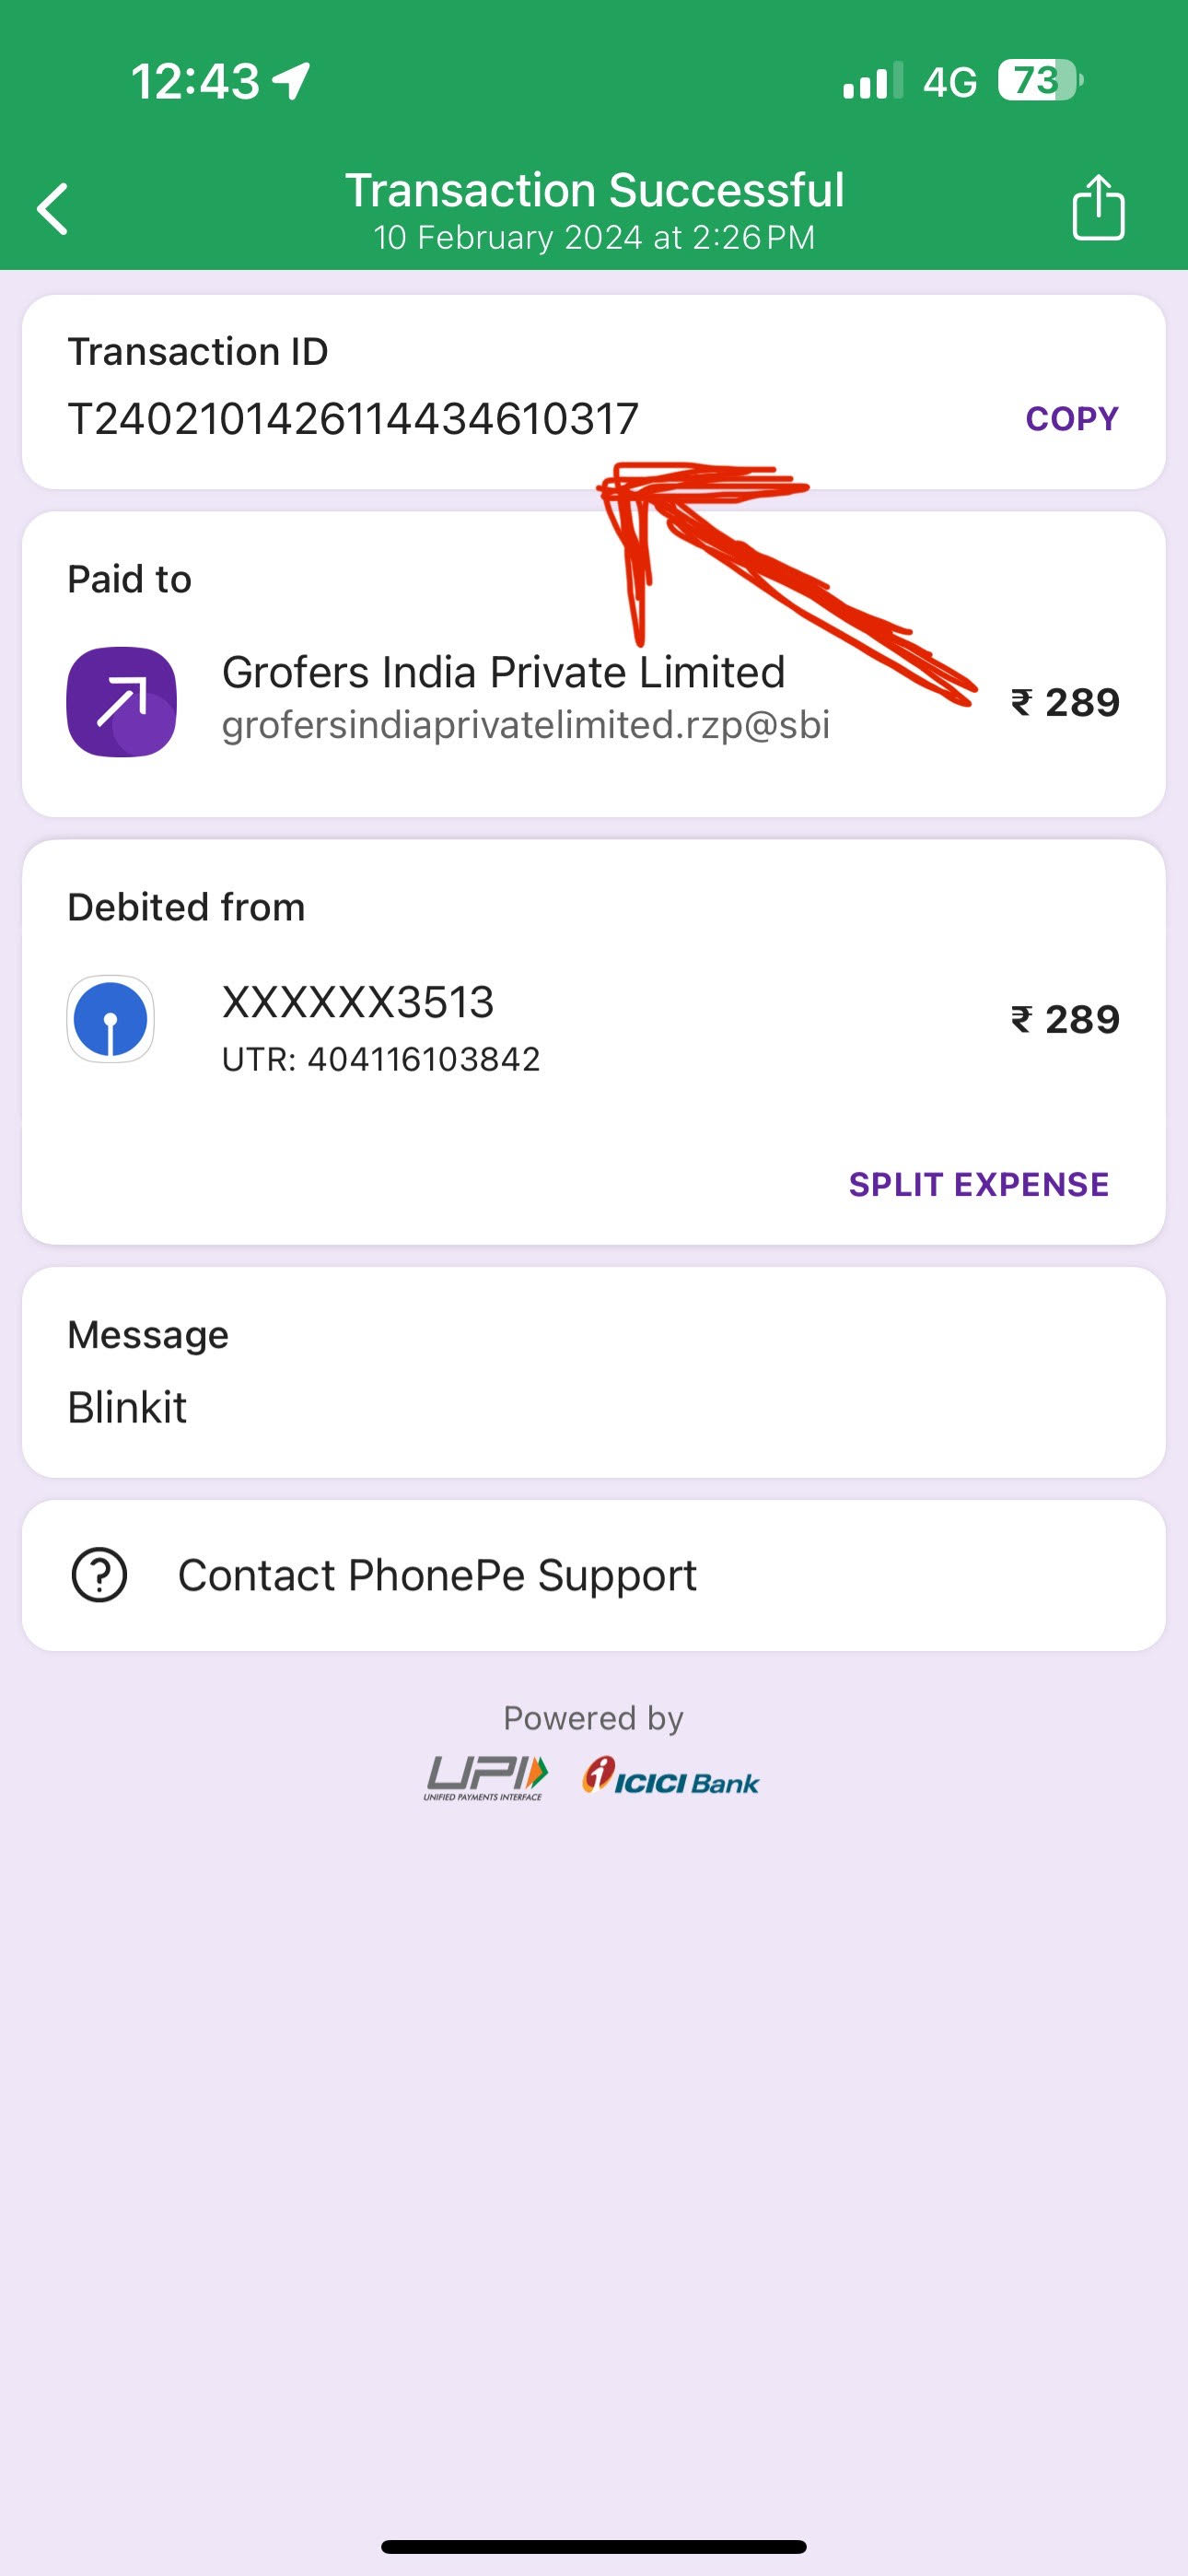 12:43
4G 73
Transaction Successful
10 February 2024 at 2:26 PM
Transaction ID
T2402101426114434610317
COPY
Paid to
Grofers India Private Limited
grofersindiaprivatelimited.rzp@sbi
₹ 289
Debited from
XXXXXX3513
₹ 289
UTR: 404116103842
SPLIT EXPENSE
Message
Blinkit
Contact PhonePe Support
Powered by
UPI
UNIFIED PAYMENTS INTERFACE
ICICI Bank